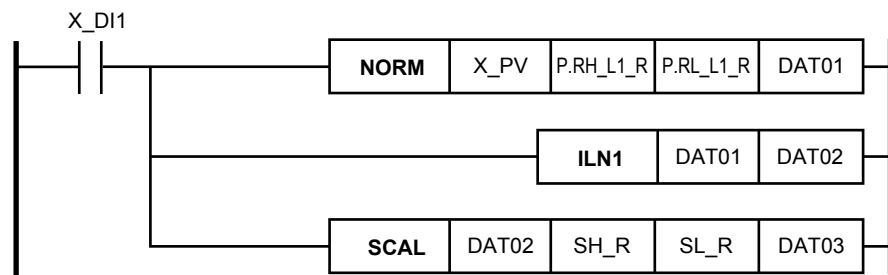 X_DI1
NORM X_PV P.RH_L1_R P.RL_L1_R DAT01
ILN1 DAT01 DAT02
SCAL DAT02 SH_R SL_R DAT03